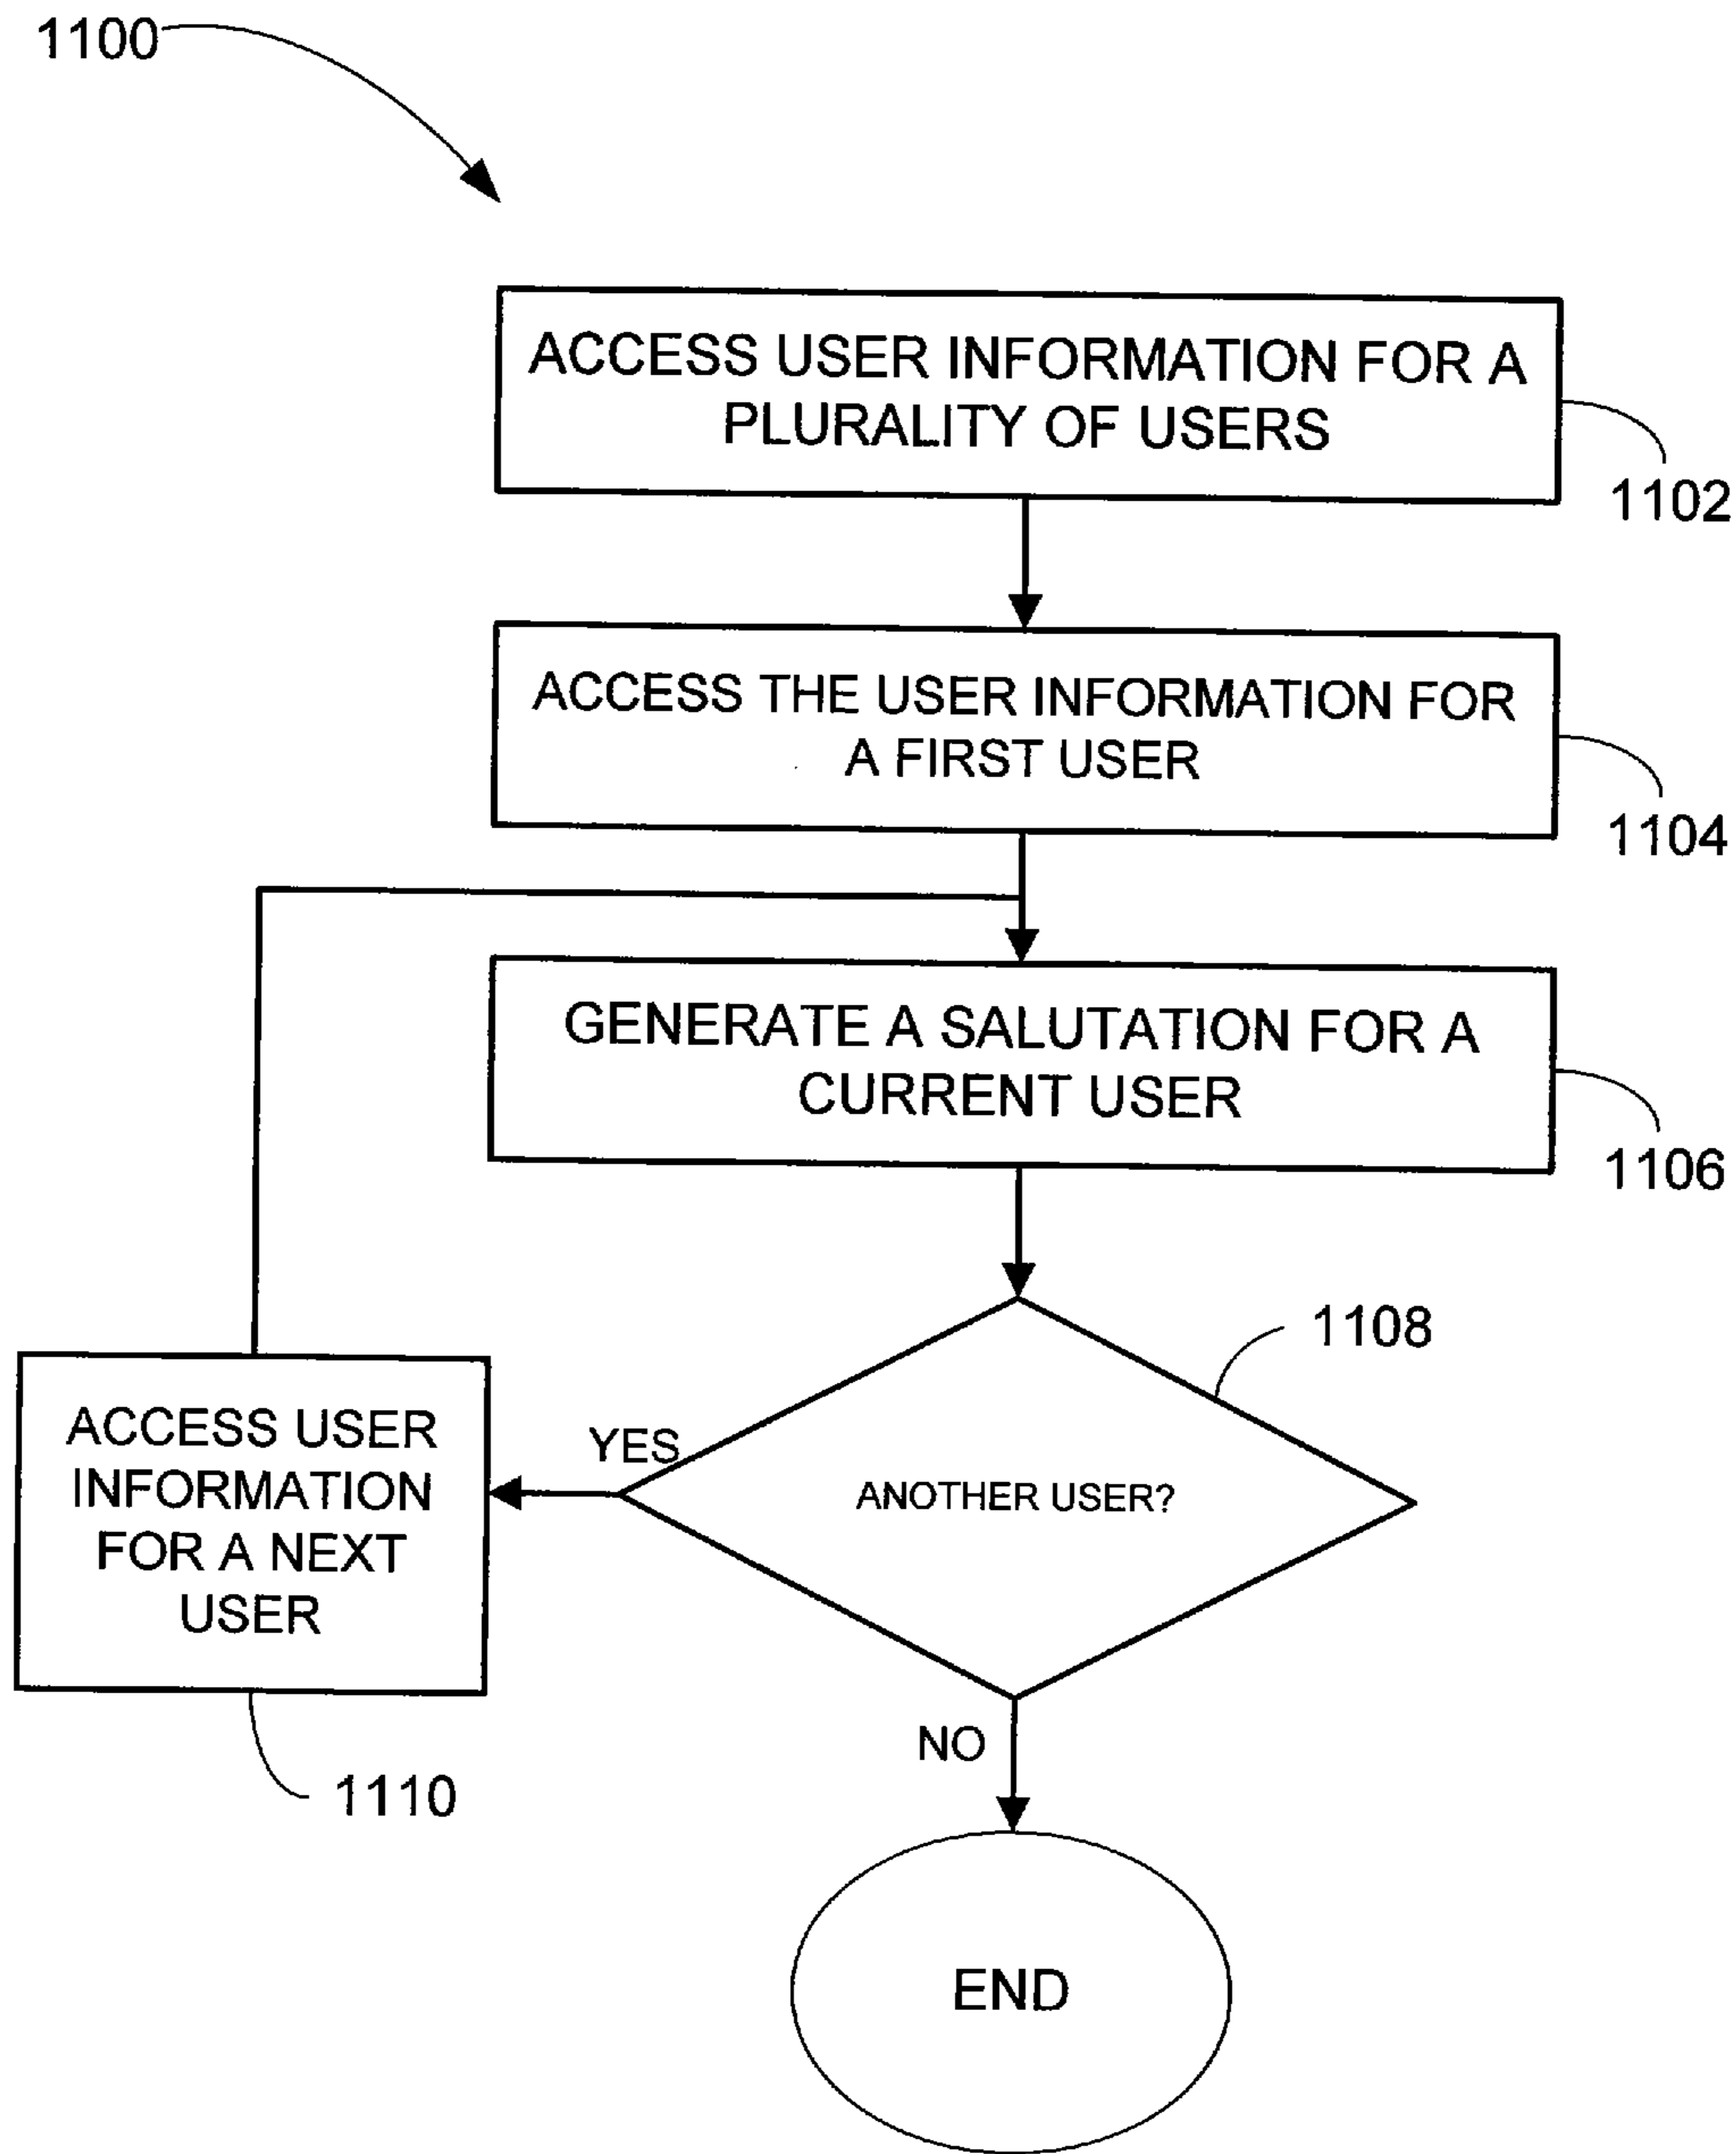 1100
ACCESS USER INFORMATION FOR A
PLURALITY OF USERS
1102
ACCESS THE USER INFORMATION FOR
A FIRST USER
1104
GENERATE A SALUTATION FOR A
CURRENT USER
1106
1108
ANOTHER USER?
YES
ACCESS USER
INFORMATION
FOR A NEXT
USER
1110
NO
END